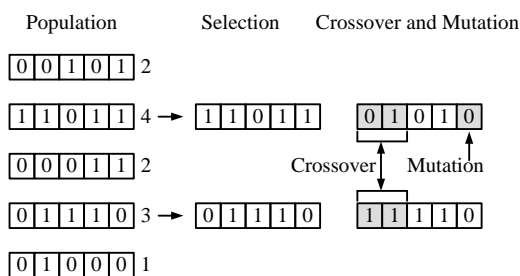 Population Selection Crossover and Mutation
0 0 1 0 1 2
1 1 0 1 1 4 1 1 0 1 1 0 1 0 1 0
0 0 0 1 1 2
Crossover Mutation
0 1 1 1 0 3 0 1 1 1 0 1 1 1 1 0
0 1 0 0 0 1